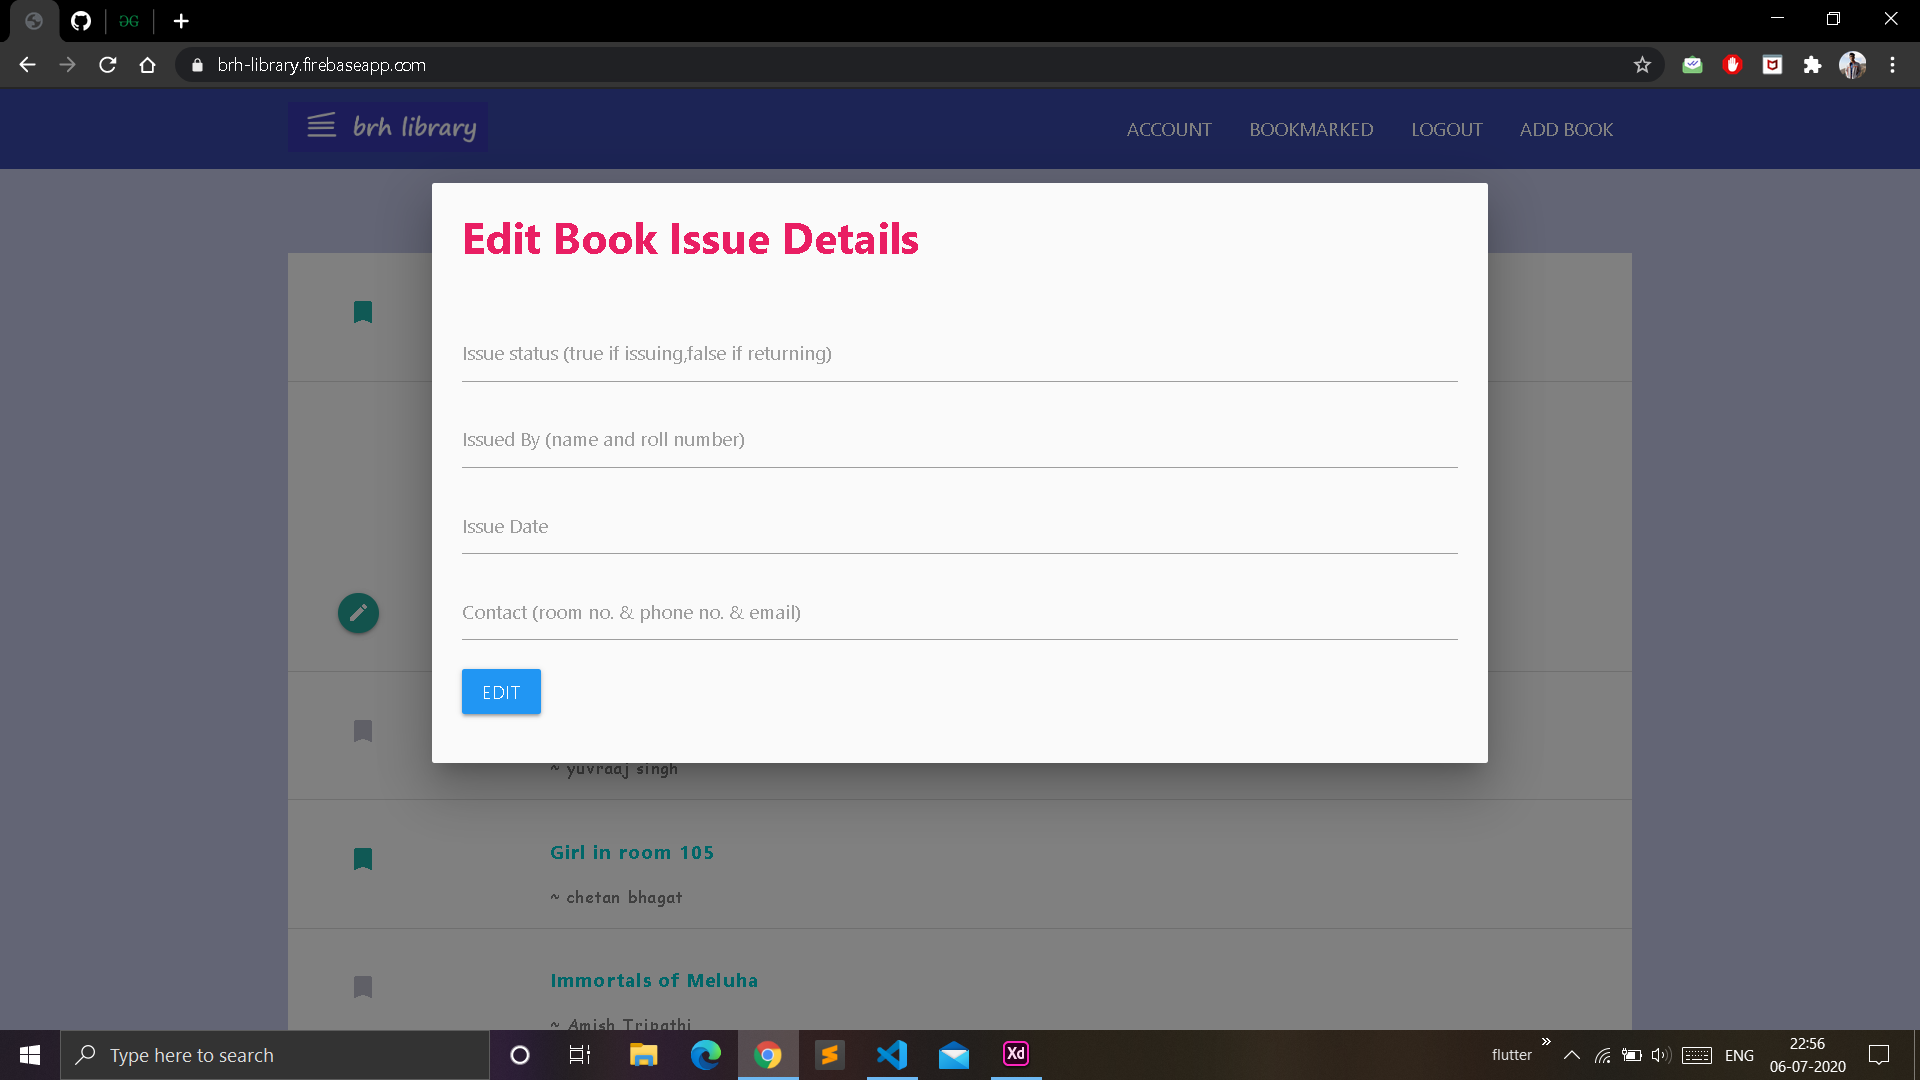 brh-library.firebaseapp.com
brh library
ACCOUNT BOOKMARKED LOGOUT ADD BOOK
Edit Book Issue Details
Issue status (true if issuing,false if returning)
Issued By (name and roll number)
Issue Date
Contact (room no. & phone no. & email)
EDIT
~ yuvraaj singh
Girl in room 105
~ chetan bhagat
Immortals of Meluha
~ Amish Tripathi
Type here to search
Xd
flutter
»
ENG
22:56
06-07-2020